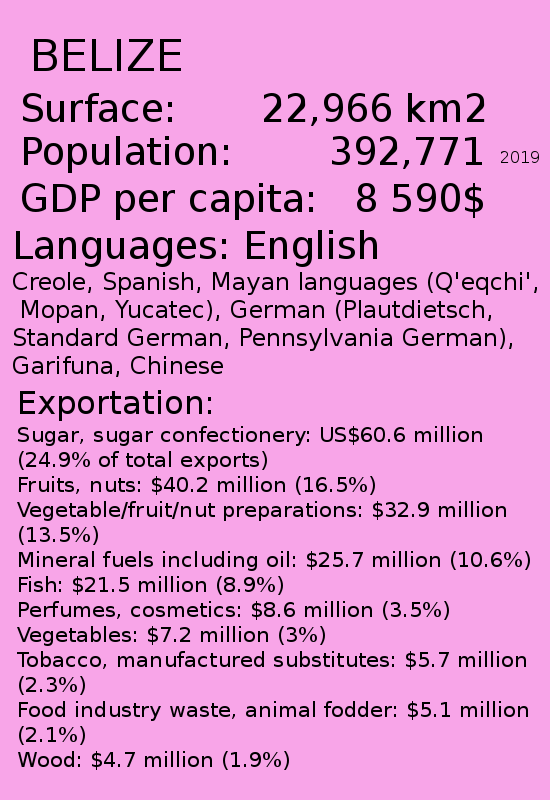 BELIZE
Surface: 22,966 km2
Population: 392,771 2019
GDP per capita: 8 590$
Languages: English
Creole, Spanish, Mayan languages (Q'eqchi',
Mopan, Yucatec), German (Plautdietsch,
Standard German, Pennsylvania German),
Garifuna, Chinese
Exportation:
Sugar, sugar confectionery: US$60.6 million
(24.9% of total exports)
Fruits, nuts: $40.2 million (16.5%)
Vegetable/fruit/nut preparations: $32.9 million
(13.5%)
Mineral fuels including oil: $25.7 million (10.6%)
Fish: $21.5 million (8.9%)
Perfumes, cosmetics: $8.6 million (3.5%)
Vegetables: $7.2 million (3%)
Tobacco, manufactured substitutes: $5.7 million
(2.3%)
Food industry waste, animal fodder: $5.1 million
(2.1%)
Wood: $4.7 million (1.9%)